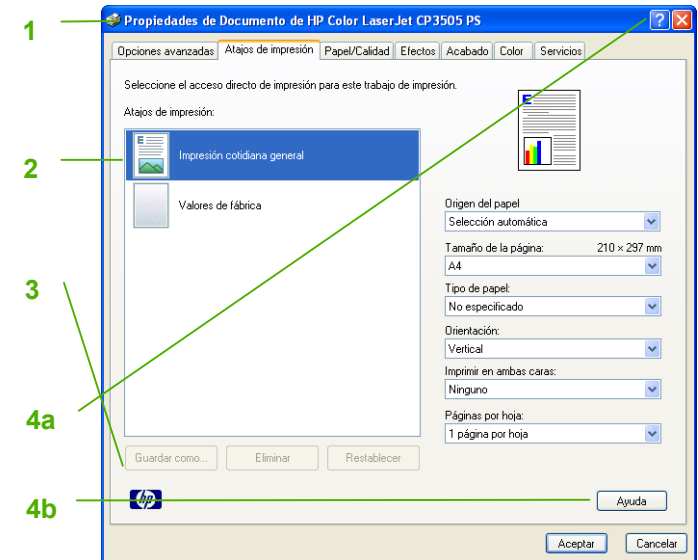 1
Propiedades de Documento de HP Color LaserJet CP3505 PS
?
Opciones avanzadas Atajos de impresión Papel/Calidad Efectos Acabado Color Servicios
Seleccione el acceso directo de impresión para este trabajo de impresión.
Atajos de impresión:
E
E
2
Impresión cotidiana general
Valores de fábrica
Origen del papel
Selección automática
Tamaño de la página: 210 × 297 mm
A4
3
Tipo de papel:
No especificado
Orientación:
Vertical
Imprimir en ambas caras:
Ninguno
4a
Páginas por hoja:
1 página por hoja
Guardar como... Eliminar Restablecer
4b
hp
Ayuda
Aceptar Cancelar